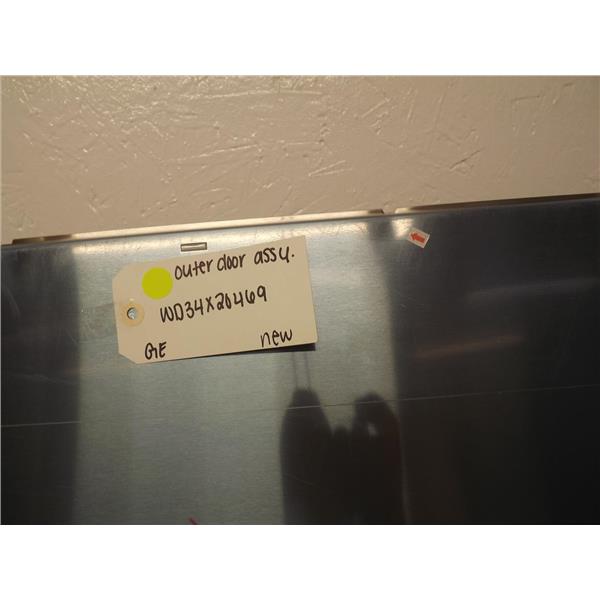 outer door assy.
WD34X20469
GE
new